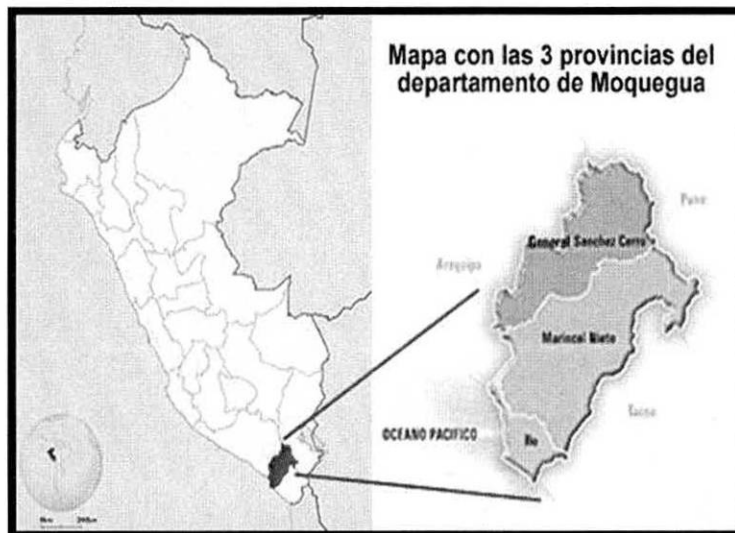 Mapa con las 3 provincias del
departamento de Moquegua
Puno
General Sanchez Cerro
Arequipa
Mariscal Nieto
Tacna
OCEANO PACIFICO
Ilo